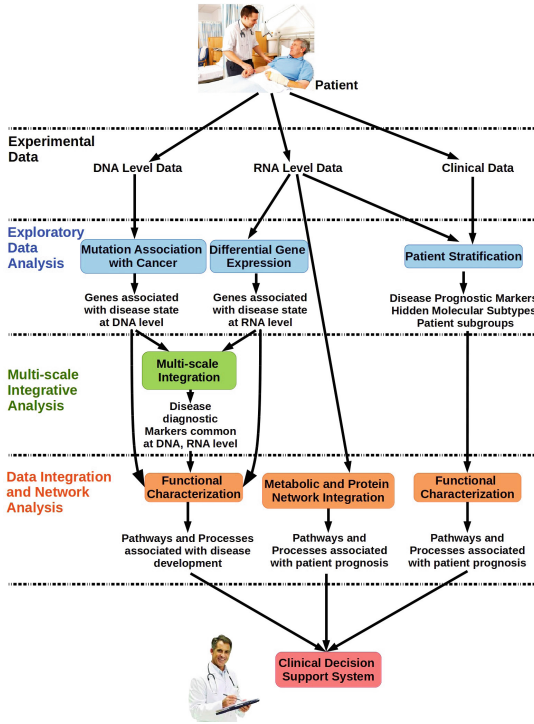 Patient
Experimental
Data
DNA Level Data
RNA Level Data
Clinical Data
Exploratory
Data
Analysis
Mutation Association
with Cancer
Differential Gene
Expression
Patient Stratification
Genes associated
with disease state
at DNA level
Genes associated
with disease state
at RNA level
Disease Prognostic Markers
Hidden Molecular Subtypes
Patient subgroups
Multi-scale
Integrative
Analysis
Multi-scale
Integration
Disease
diagnostic
Markers common
at DNA, RNA level
Data Integration
and Network
Analysis
Functional
Characterization
Metabolic and Protein
Network Integration
Functional
Characterization
Pathways and Processes
associated with disease
development
Pathways and
Processes associated
with patient prognosis
Pathways and
Processes associated
with patient prognosis
Clinical Decision
Support System